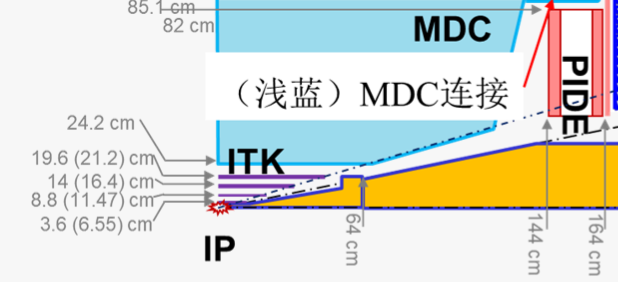 85.1 cm
82 cm
MDC
（浅蓝）MDC连接
PIDE
24.2 cm
ITK
19.6 (21.2) cm
14 (16.4) cm
8.8 (11.47) cm
3.6 (6.55) cm
IP
64 cm
144 cm
164 cm